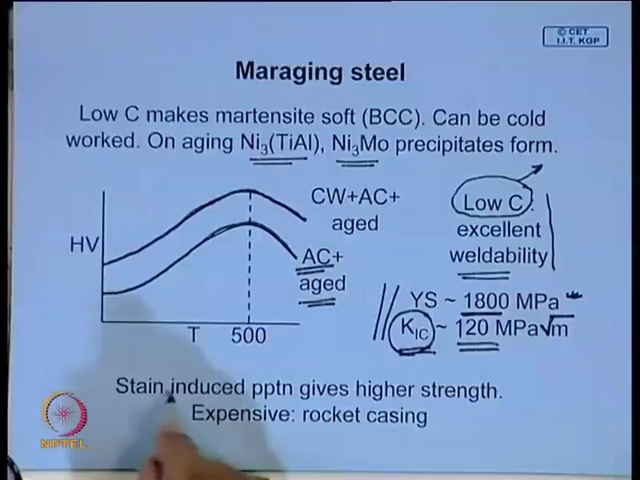 © CET
I.I.T. KGP
Maraging steel
Low C makes martensite soft (BCC). Can be cold
worked. On aging Ni₃(TiAl), Ni₃Mo precipitates form.
HV
CW+AC+
aged
AC+
aged
T 500
Low C:
excellent
weldability
YS ~ 1800 MPa
K_IC ~ 120 MPa√m
Stain induced pptn gives higher strength.
Expensive: rocket casing
NPTEL